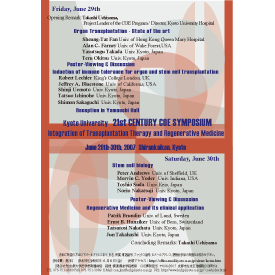 Friday, June 29th
Opening Remark Takashi Uchiyama,
Project Leader of the COE Program / Director, Kyoto University Hospital
Organ Transplantation - State of the art
Sheung-Tat Fan Univ. of Hong Kong Queen Mary Hospital
Alan C. Farney Univ. of Wake Forest, USA
Yasutsugu Takada Univ. Kyoto, Japan
Teru Okitsu Univ. Kyoto, Japan
Poster-Viewing & Discussion
Induction of immune tolerance for organ and stem cell transplantation
Robert Lechler King's College London, UK
Jeffrey A. Bluestone Univ. of California, USA
Shinji Uemoto Univ. Kyoto, Japan
Tatsuo Ichinohe Univ. Kyoto, Japan
Shimon Sakaguchi Univ. Kyoto, Japan
Reception in Yamauchi Hall
Kyoto University 21ST CENTURY COE SYMPOSIUM
Integration of Transplantation Therapy and Regenerative Medicine
June 29th-30th, 2007 Shirankaikan, Kyoto
Saturday, June 30th
Stem cell biology
Peter Andrews Univ. of Sheffield, UK
Mervin C. Yoder Univ. Indiana, USA
Toshio Suda Univ. Keio, Japan
Norio Nakatsuji Univ. Kyoto, Japan
Poster-Viewing & Discussion
Regenerative Medicine and its clinical application
Patrik Brundin Univ. of Lund, Sweden
Ernst B. Hunziker Univ. of Bern, Switzerland
Tatsutoshi Nakahata Univ. Kyoto, Japan
Jun Takahashi Univ. Kyoto, Japan
Concluding Remarks Takashi Uchiyama